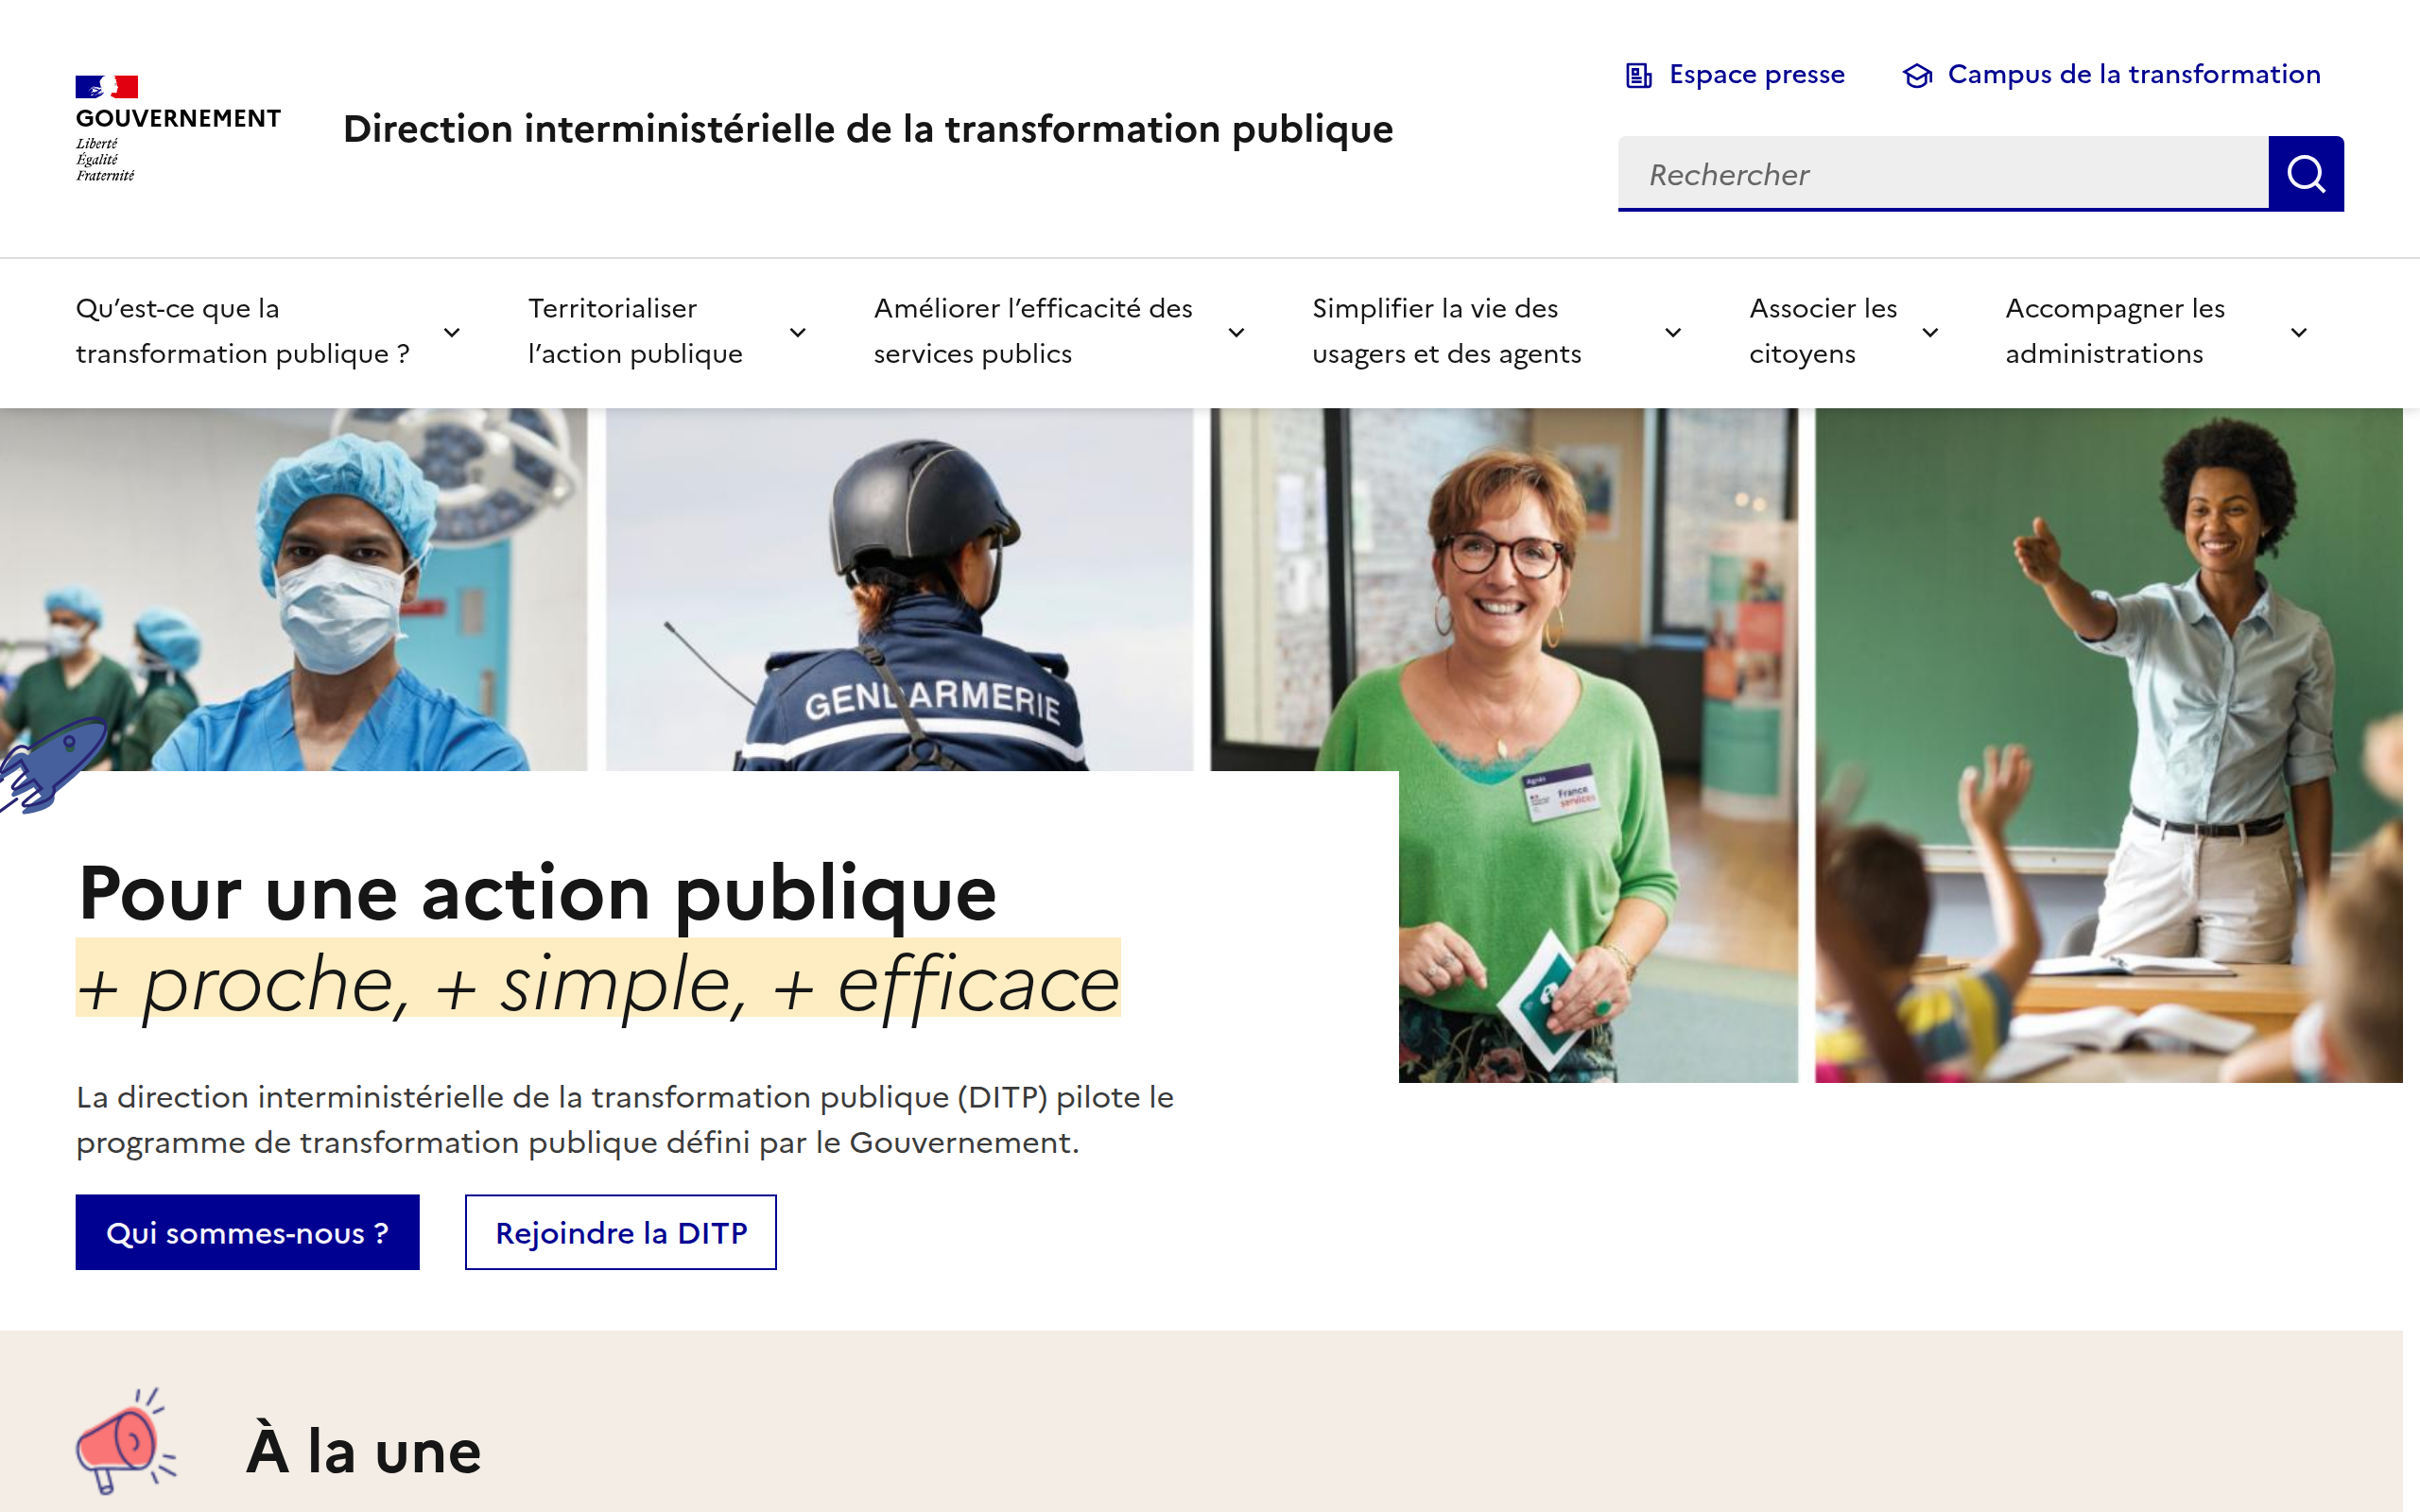 GOUVERNEMENT
Liberté
Égalité
Fraternité
Direction interministérielle de la transformation publique
Espace presse
Campus de la transformation
Rechercher
Qu’est-ce que la
transformation publique ?
Territorialiser
l’action publique
Améliorer l’efficacité des
services publics
Simplifier la vie des
usagers et des agents
Associer les
citoyens
Accompagner les
administrations
GENDARMERIE
Agnès
France
services
Pour une action publique
+ proche, + simple, + efficace
La direction interministérielle de la transformation publique (DITP) pilote le
programme de transformation publique défini par le Gouvernement.
Qui sommes-nous ?
Rejoindre la DITP
À la une